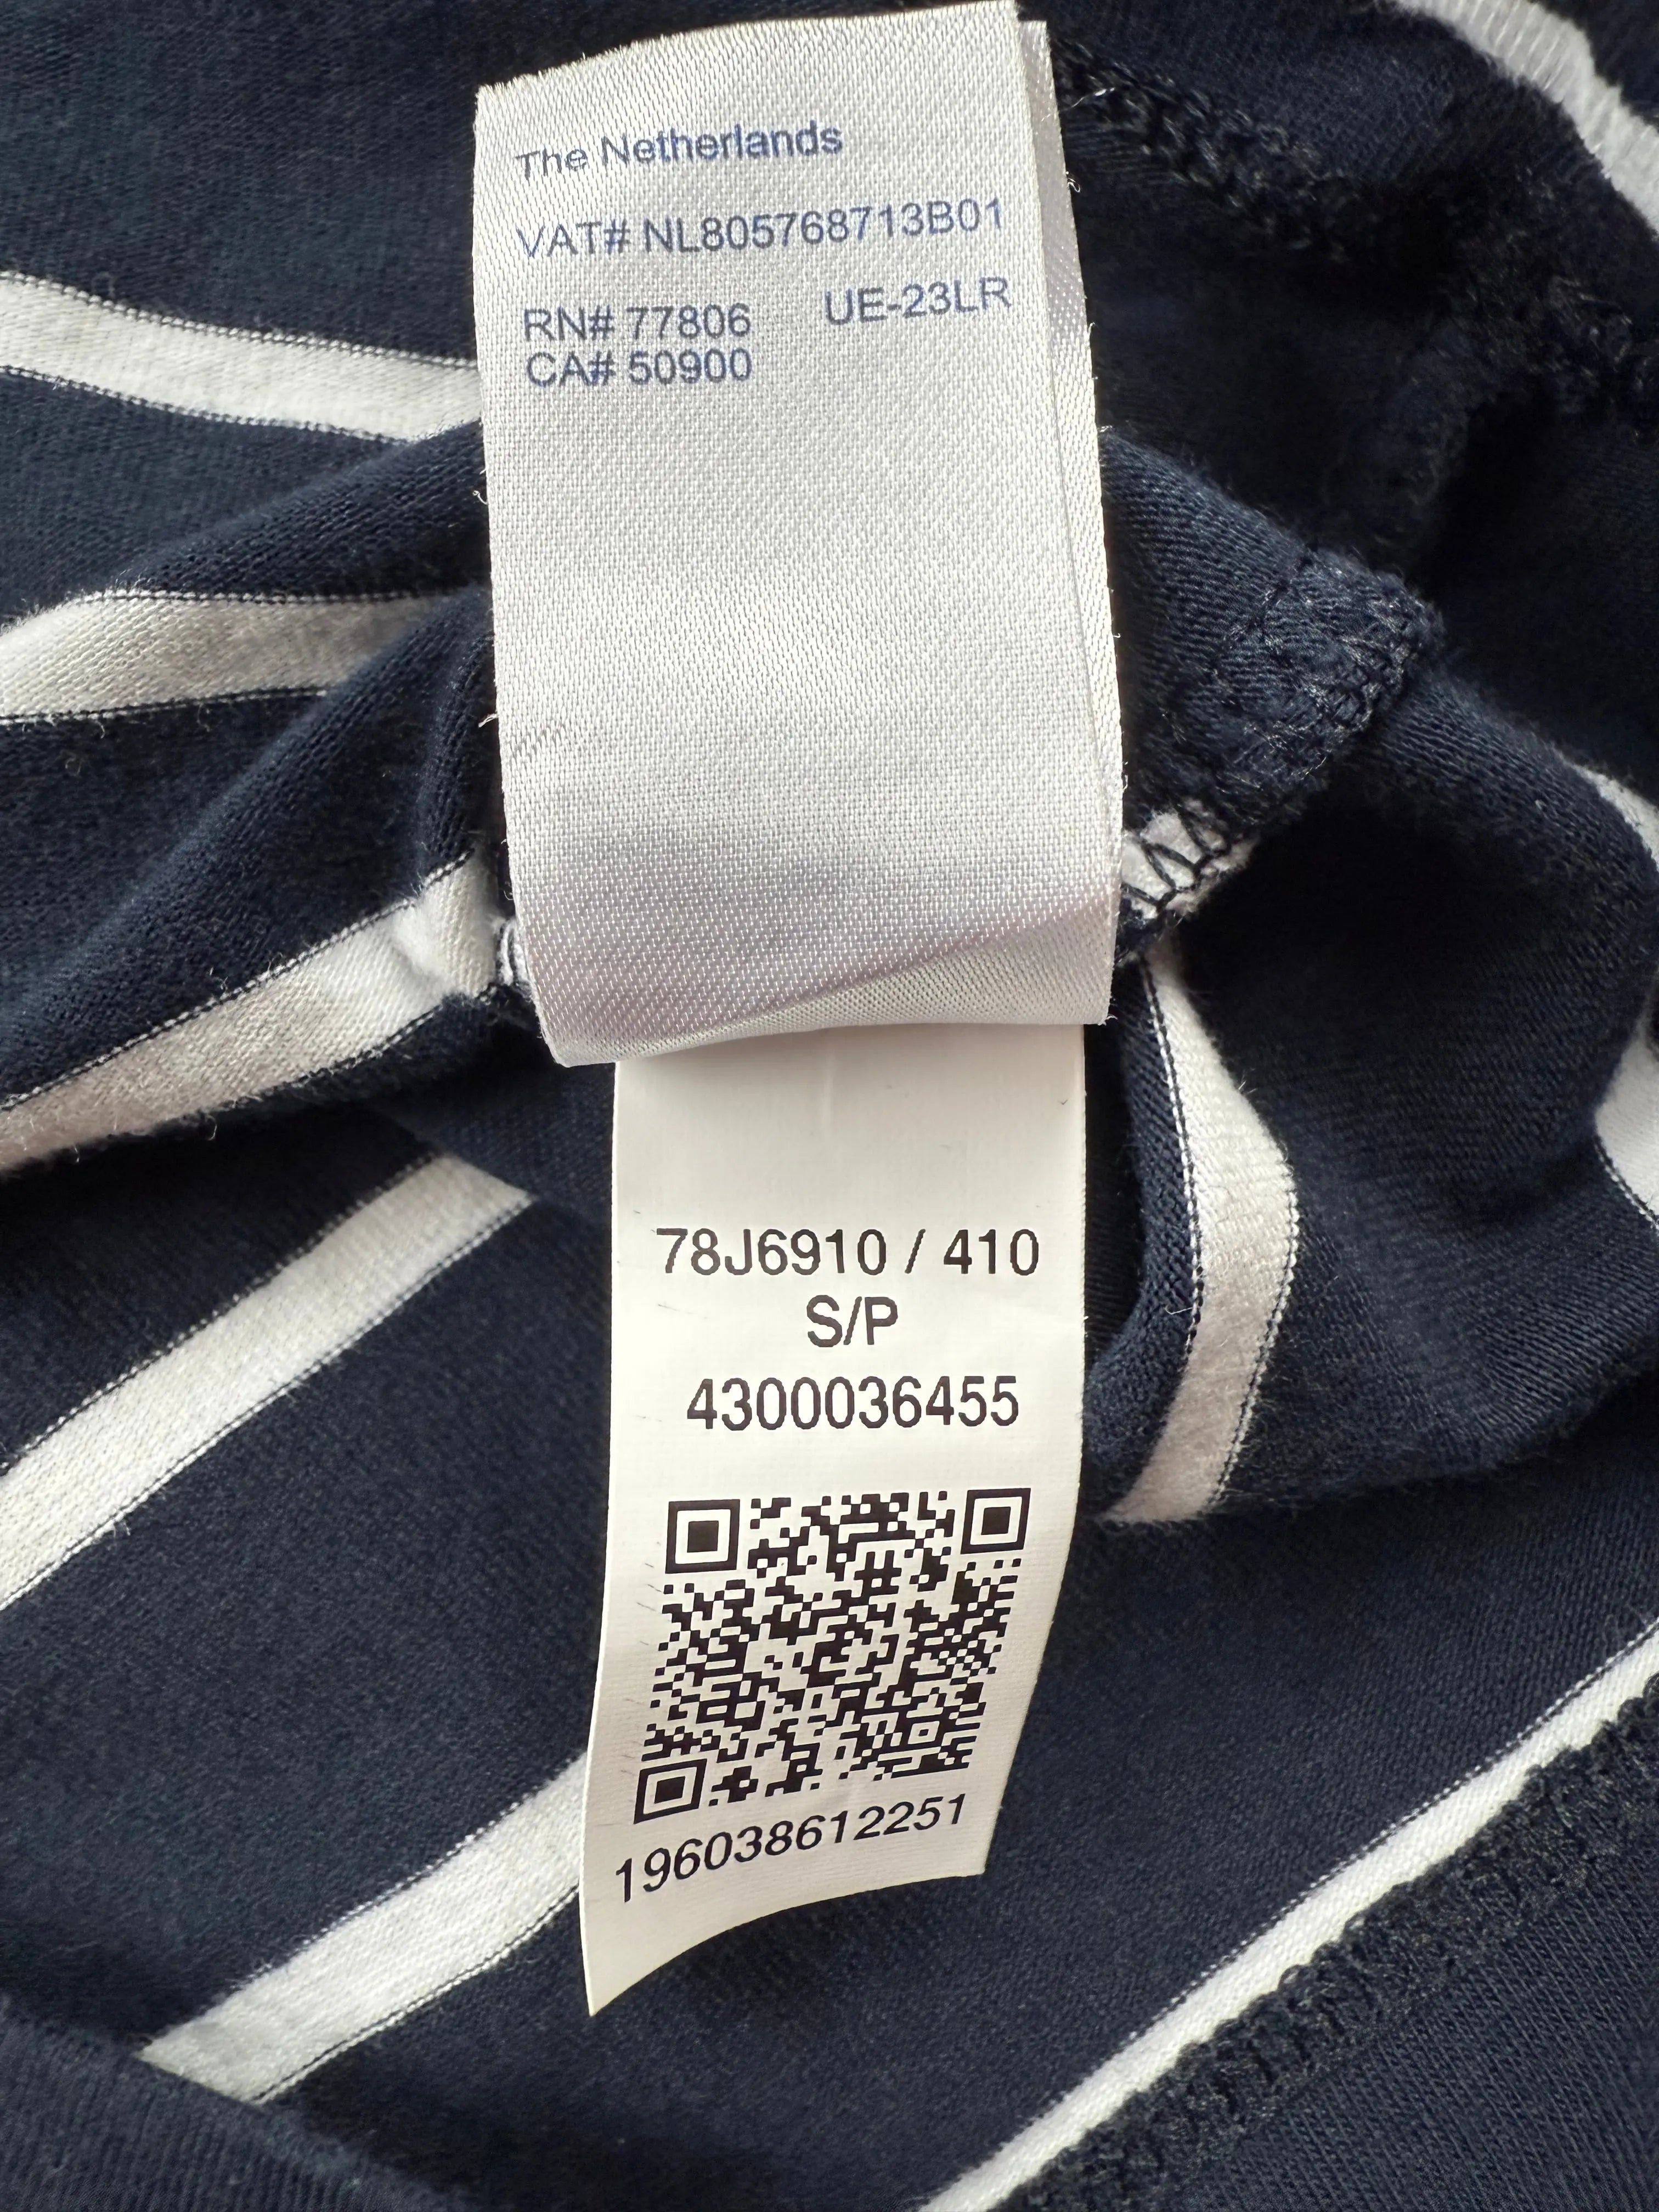 The Netherlands
VAT# NL805768713B01
RN# 77806 UE-23LR
CA# 50900
78J6910 / 410
S/P
4300036455
196038612251